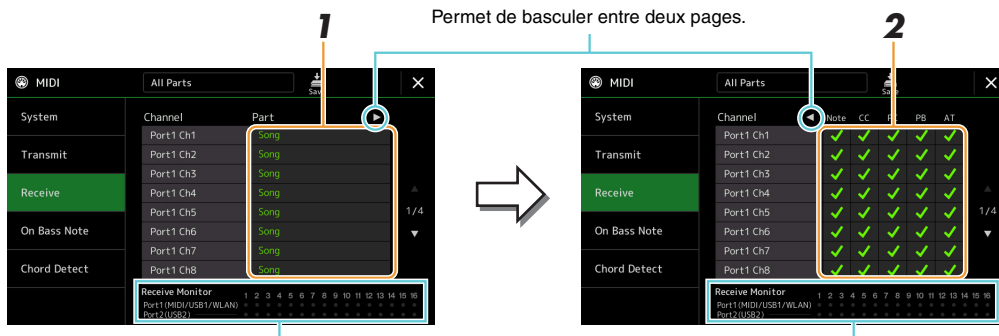 Permet de basculer entre deux pages.
1
2
MIDI
All Parts
Save
System
Transmit
Receive
On Bass Note
Chord Detect
Channel Part
Port1 Ch1 Song
Port1 Ch2 Song
Port1 Ch3 Song
Port1 Ch4 Song
Port1 Ch5 Song
Port1 Ch6 Song
Port1 Ch7 Song
Port1 Ch8 Song
1/4
Receive Monitor 1 2 3 4 5 6 7 8 9 10 11 12 13 14 15 16
Port1(MIDI/USB1/WLAN)
Port2(USB2)
MIDI
All Parts
Save
System
Transmit
Receive
On Bass Note
Chord Detect
Channel Note CC PC PB AT
Port1 Ch1
Port1 Ch2
Port1 Ch3
Port1 Ch4
Port1 Ch5
Port1 Ch6
Port1 Ch7
Port1 Ch8
1/4
Receive Monitor 1 2 3 4 5 6 7 8 9 10 11 12 13 14 15 16
Port1(MIDI/USB1/WLAN)
Port2(USB2)